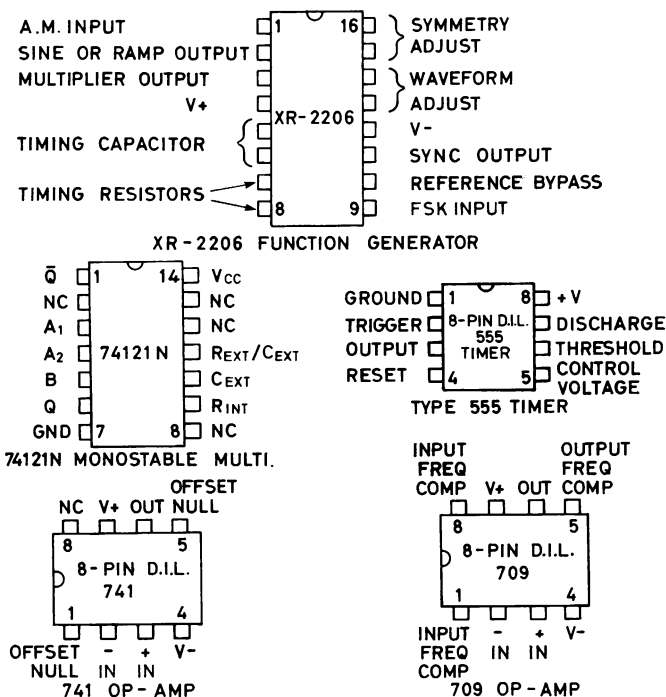 A.M. INPUT 1 16 SYMMETRY
SINE OR RAMP OUTPUT ADJUST
MULTIPLIER OUTPUT WAVEFORM
V+ ADJUST
XR-2206
V-
TIMING CAPACITOR SYNC OUTPUT
TIMING RESISTORS REFERENCE BYPASS
8 9 FSK INPUT
XR-2206 FUNCTION GENERATOR
Q̄ 1 14 VCC
NC NC
A1 NC
A2 74121N REXT/CEXT
B CEXT
Q RINT
GND 7 8 NC
74121N MONOSTABLE MULTI.
GROUND 1 8 +V
TRIGGER 8-PIN D.I.L. DISCHARGE
OUTPUT 555 THRESHOLD
TIMER
RESET 4 5 CONTROL
VOLTAGE
TYPE 555 TIMER
OFFSET
NC V+ OUT NULL
8 5
8-PIN D.I.L.
741
1 4
OFFSET - + V-
NULL IN IN
741 OP-AMP
INPUT OUTPUT
FREQ FREQ
COMP V+ OUT COMP
8 5
8-PIN D.I.L.
709
1 4
INPUT - + V-
FREQ IN IN
COMP
709 OP-AMP